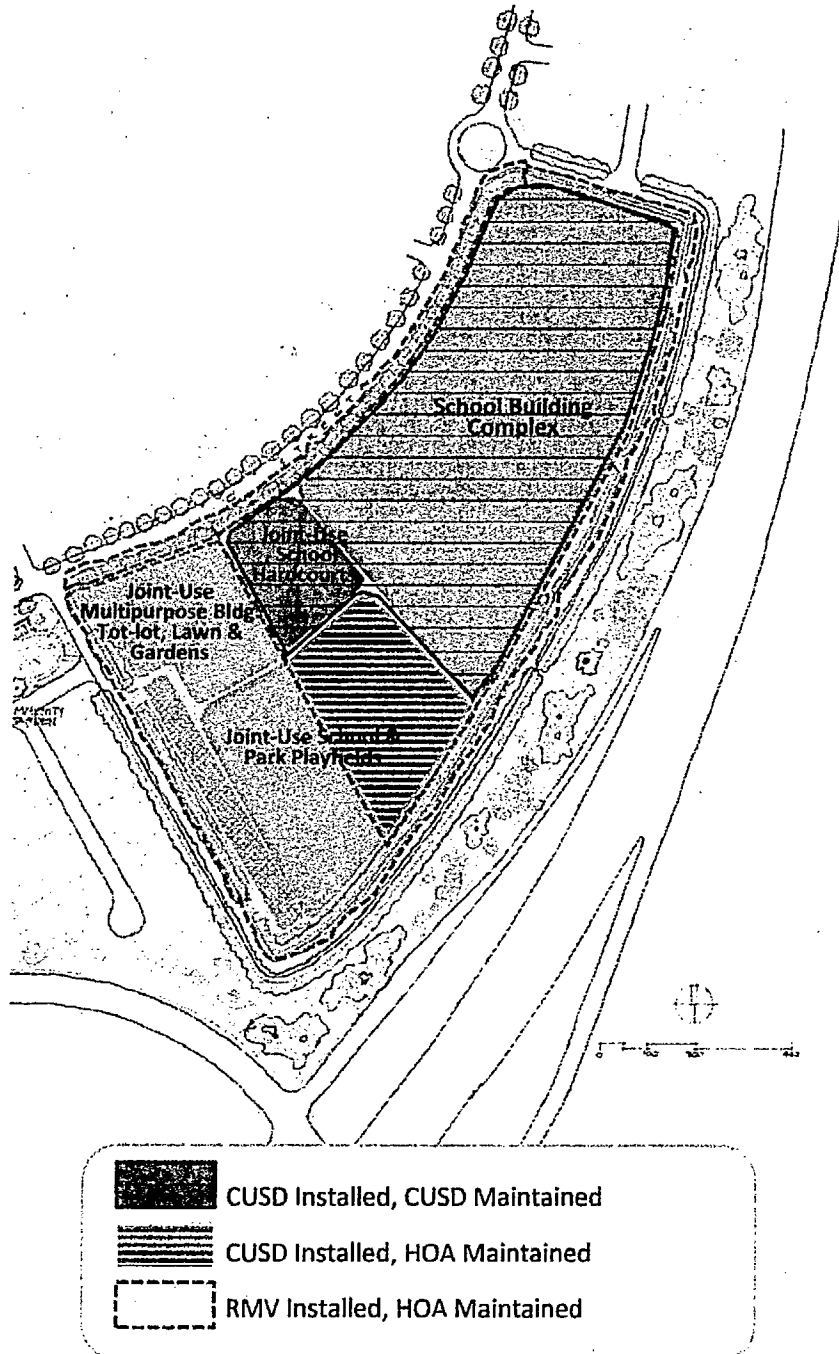 School Building
Complex
Joint-Use
School
Hardcourts
Joint-Use
Multipurpose Bldg
Tot-lot, Lawn &
Gardens
Joint-Use School &
Park Playfields
0
CUSD Installed, CUSD Maintained
CUSD Installed, HOA Maintained
RMV Installed, HOA Maintained